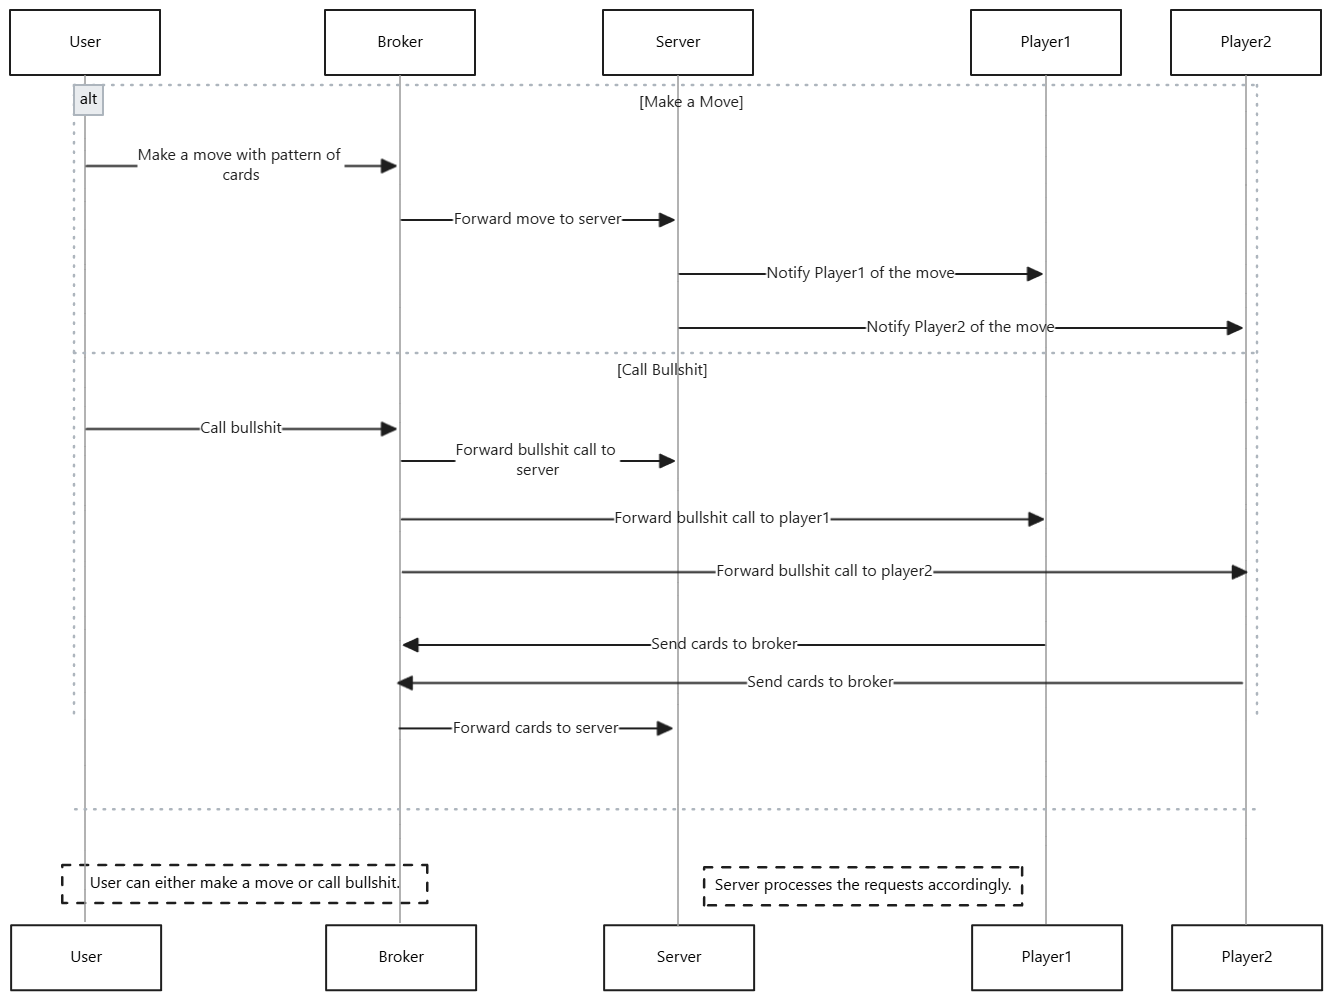 User
Broker
Server
Player1
Player2
alt
[Make a Move]
Make a move with pattern of
cards
Forward move to server
Notify Player1 of the move
Notify Player2 of the move
[Call Bullshit]
Call bullshit
Forward bullshit call to
server
Forward bullshit call to player1
Forward bullshit call to player2
Send cards to broker
Send cards to broker
Forward cards to server
User can either make a move or call bullshit.
Server processes the requests accordingly.
User
Broker
Server
Player1
Player2